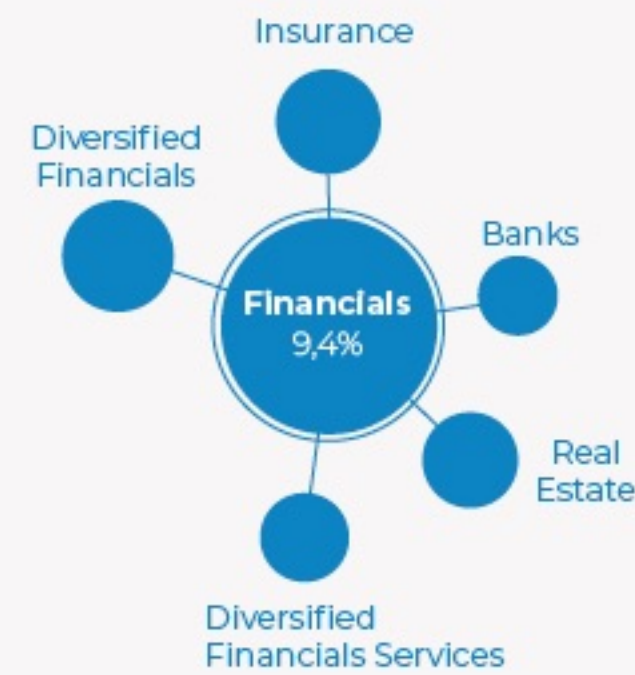 Insurance
Diversified
Financials
Banks
Financials
9,4%
Real
Estate
Diversified
Financials Services